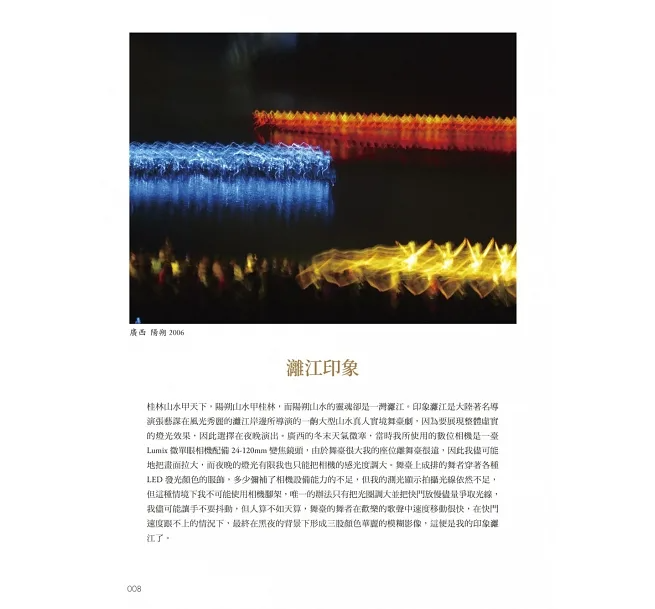 廣西 陽朔 2006
灕江印象
桂林山水甲天下，陽朔山水甲桂林，而陽朔山水的靈魂卻是一灣灕江。印象灕江是大陸著名導
演張藝謀在風光秀麗的灕江岸邊所導演的一齣大型山水真人實境舞臺劇，因為要展現整體虛實
的燈光效果，因此選擇在夜晚演出。廣西的冬末天氣微寒，當時我所使用的數位相機是一臺
Lumix 微單眼相機配備 24-120mm 變焦鏡頭，由於舞臺很大我的座位離舞臺很遠，因此我儘可能
地把畫面拉大，而夜晚的燈光有限我也只能把相機的感光度調大。舞臺上成排的舞者穿著各種
LED 發光顏色的服飾，多少彌補了相機設備能力的不足，但我的測光顯示拍攝光線依然不足，
但這種情境下我不可能使用相機腳架，唯一的辦法只有把光圈調大並把快門放慢儘量爭取光線，
我儘可能讓手不要抖動，但人算不如天算，舞臺的舞者在歡樂的歌聲中速度移動很快，在快門
速度跟不上的情況下，最終在黑夜的背景下形成三股顏色華麗的模糊影像，這便是我的印象灕
江了。
008